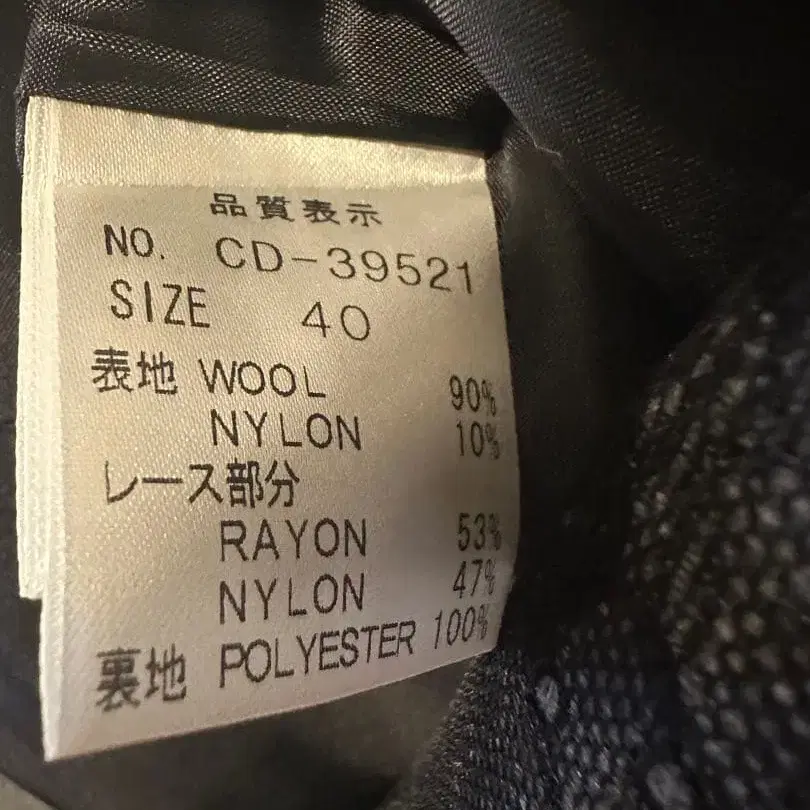 品質表示
NO. CD-39521
SIZE 40
表地 WOOL 90%
NYLON 10%
レース部分
RAYON 53%
NYLON 47%
裏地 POLYESTER 100%